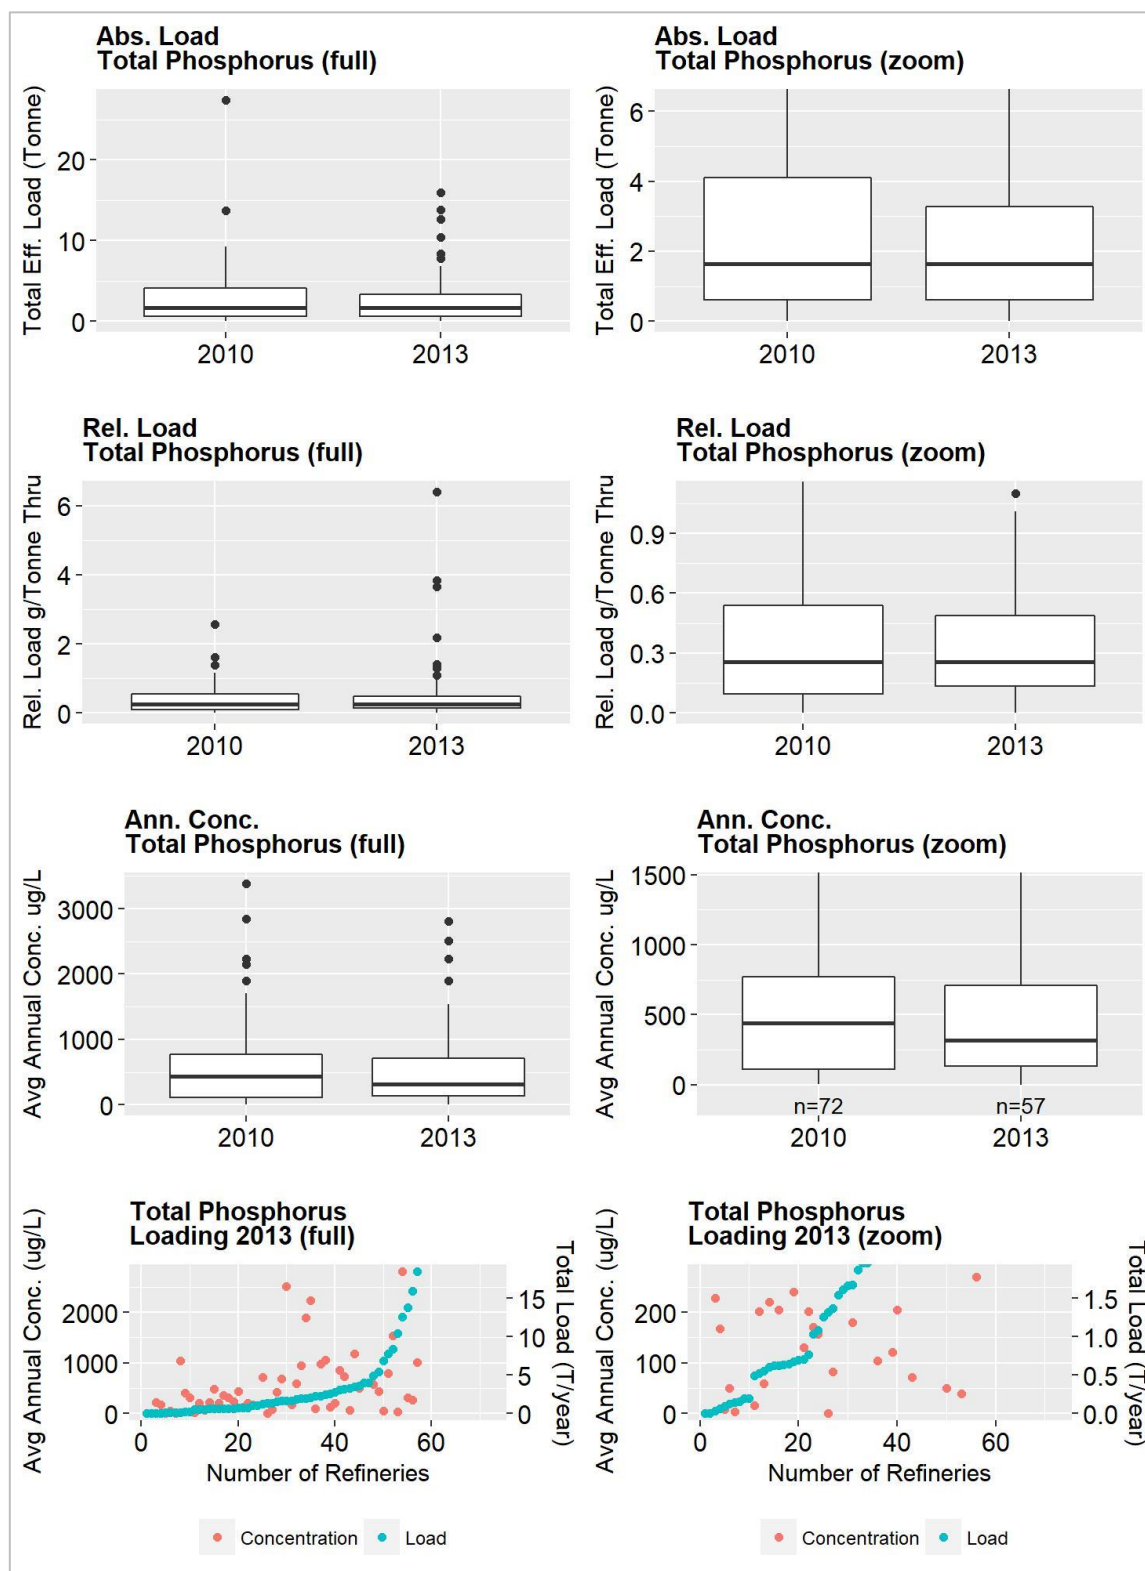 Abs. Load
Total Phosphorus (full)
Total Eff. Load (Tonne)
20
10
0
2010 2013
Abs. Load
Total Phosphorus (zoom)
Total Eff. Load (Tonne)
6
4
2
0
2010 2013
Rel. Load
Total Phosphorus (full)
Rel. Load g/Tonne Thru
6
4
2
0
2010 2013
Rel. Load
Total Phosphorus (zoom)
Rel. Load g/Tonne Thru
0.9
0.6
0.3
0.0
2010 2013
Ann. Conc.
Total Phosphorus (full)
Avg Annual Conc. ug/L
3000
2000
1000
0
2010 2013
Ann. Conc.
Total Phosphorus (zoom)
Avg Annual Conc. ug/L
1500
1000
500
0
n=72 n=57
2010 2013
Total Phosphorus
Loading 2013 (full)
Avg Annual Conc. (ug/L)
2000
1000
0
15
10
5
0
Total Load (T/year)
0 20 40 60
Number of Refineries
Concentration Load
Total Phosphorus
Loading 2013 (zoom)
Avg Annual Conc. (ug/L)
200
100
0
1.5
1.0
0.5
0.0
Total Load (T/year)
0 20 40 60
Number of Refineries
Concentration Load